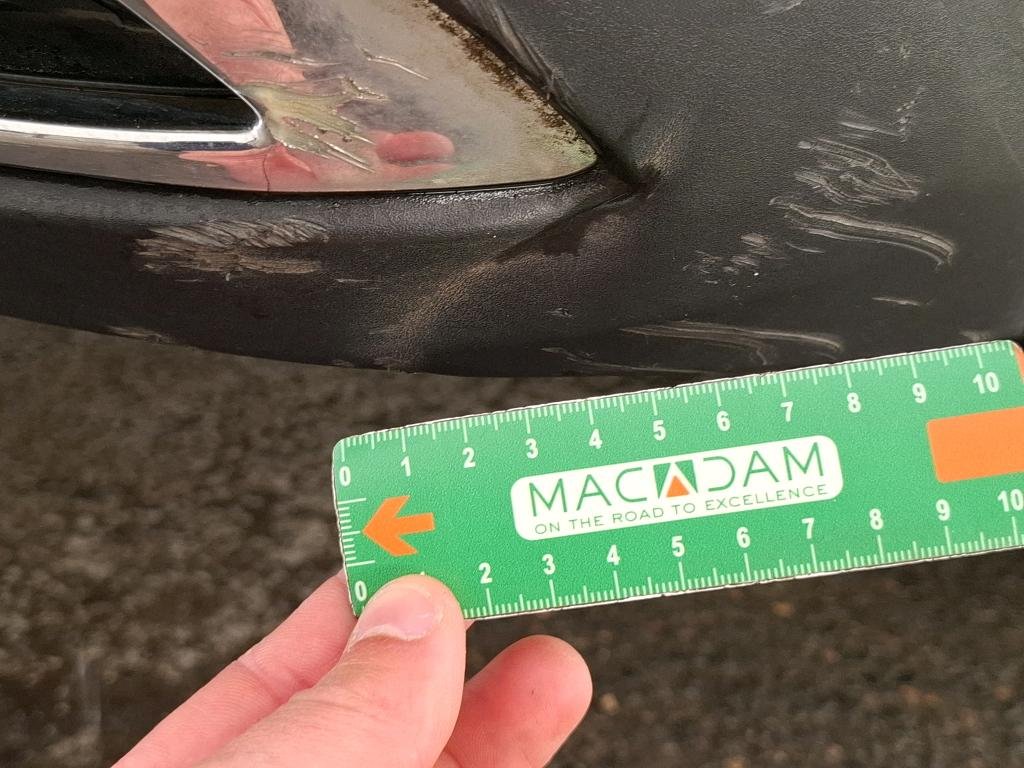 0 1 2 3 4 5 6 7 8 9 10
MACADAM
ON THE ROAD TO EXCELLENCE
0 2 3 4 5 6 7 8 9 10